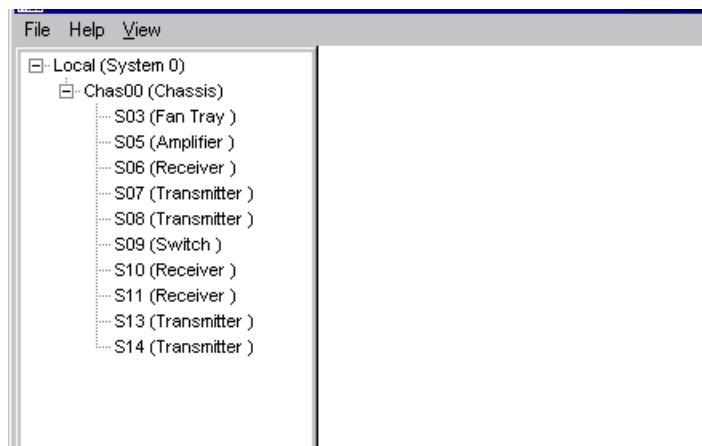 File Help View
Local (System 0)
Chas00 (Chassis)
S03 (Fan Tray )
S05 (Amplifier )
S06 (Receiver )
S07 (Transmitter )
S08 (Transmitter )
S09 (Switch )
S10 (Receiver )
S11 (Receiver )
S13 (Transmitter )
S14 (Transmitter )